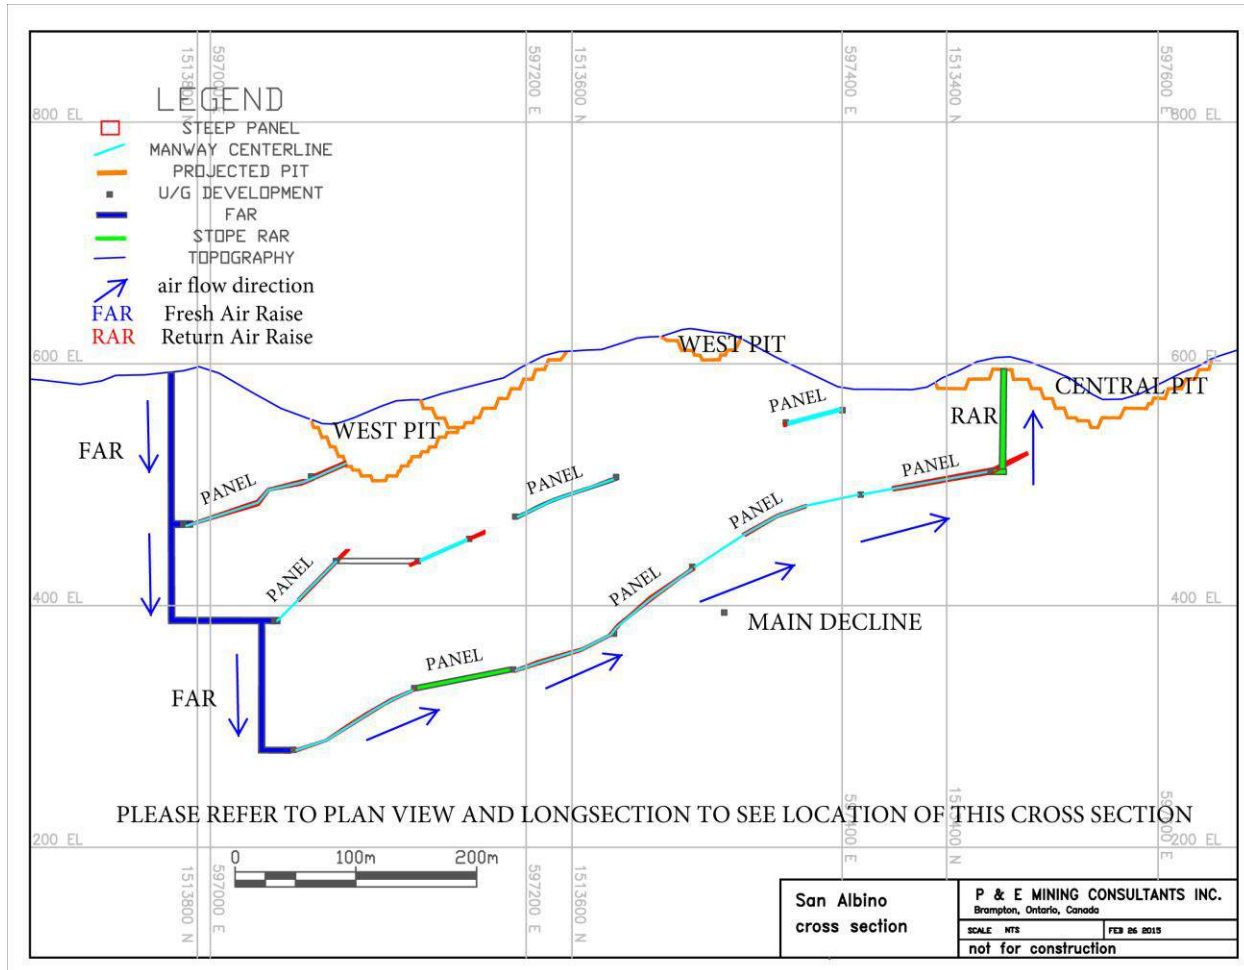 1513800 N
597000 E
597200 E
1513600 N
597400 E
1513400 N
597600 E
800 EL
800 EL
LEGEND
STEEP PANEL
MANWAY CENTERLINE
PROJECTED PIT
U/G DEVELOPMENT
FAR
STOPE RAR
TOPOGRAPHY
air flow direction
FAR Fresh Air Raise
RAR Return Air Raise
600 EL
600 EL
WEST PIT
CENTRAL PIT
PANEL
RAR
WEST PIT
FAR
PANEL
PANEL
PANEL
PANEL
PANEL
PANEL
400 EL
400 EL
MAIN DECLINE
PANEL
FAR
PLEASE REFER TO PLAN VIEW AND LONGSECTION TO SEE LOCATION OF THIS CROSS SECTION
200 EL
200 EL
0 100m 200m
1513800 N
597000 E
597200 E
1513600 N
597400 E
1513400 N
597600 E
San Albino
cross section
P & E MINING CONSULTANTS INC.
Brampton, Ontario, Canada
SCALE NTS
FEB 26 2015
not for construction